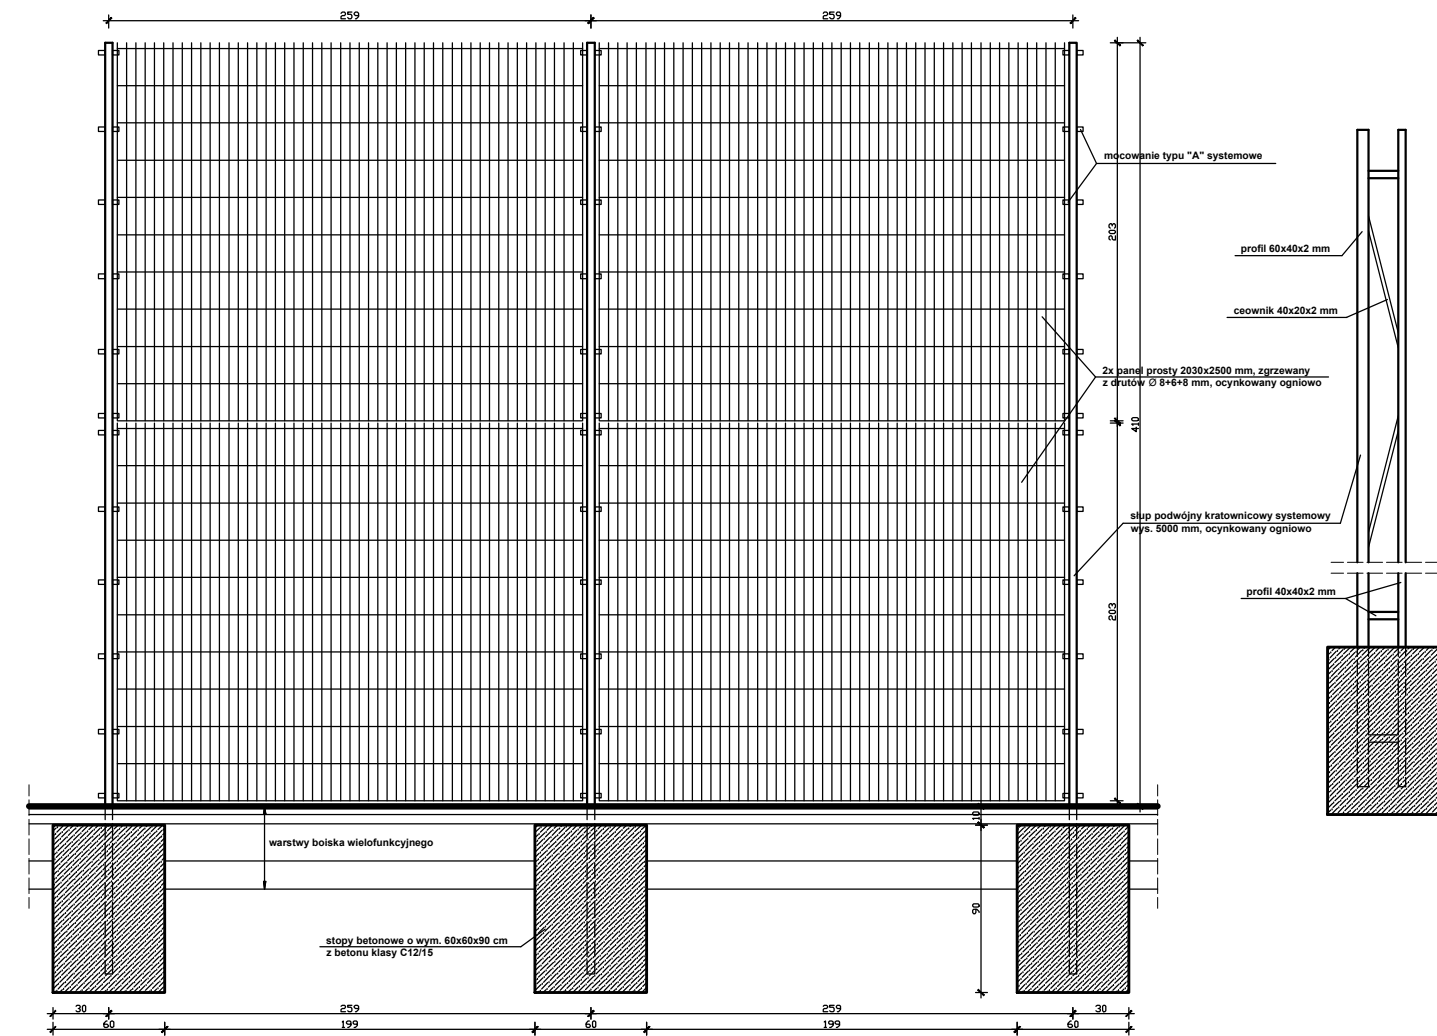 259
259
mocowanie typu "A" systemowe
203
profil 60x40x2 mm
ceownik 40x20x2 mm
2x panel prosty 2030x2500 mm, zgrzewany
z drutów Ø 8+6+8 mm, ocynkowany ogniowo
410
słup podwójny kratownicowy systemowy
wys. 5000 mm, ocynkowany ogniowo
profil 40x40x2 mm
203
10
warstwy boiska wielofunkcyjnego
90
stopy betonowe o wym. 60x60x90 cm
z betonu klasy C12/15
30
259
259
30
60
199
60
199
60